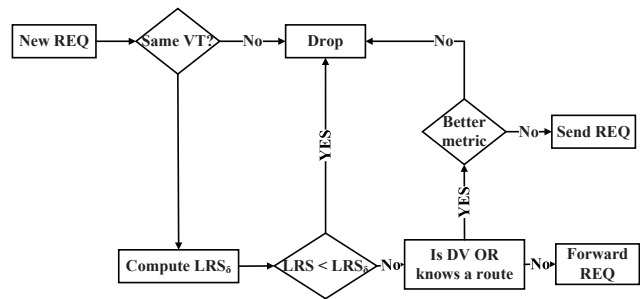 New REQ
Same VT?
No
Drop
No
Better
metric
No
Send REQ
YES
YES
Compute LRSδ
LRS < LRSδ
No
Is DV OR
knows a route
No
Forward
REQ